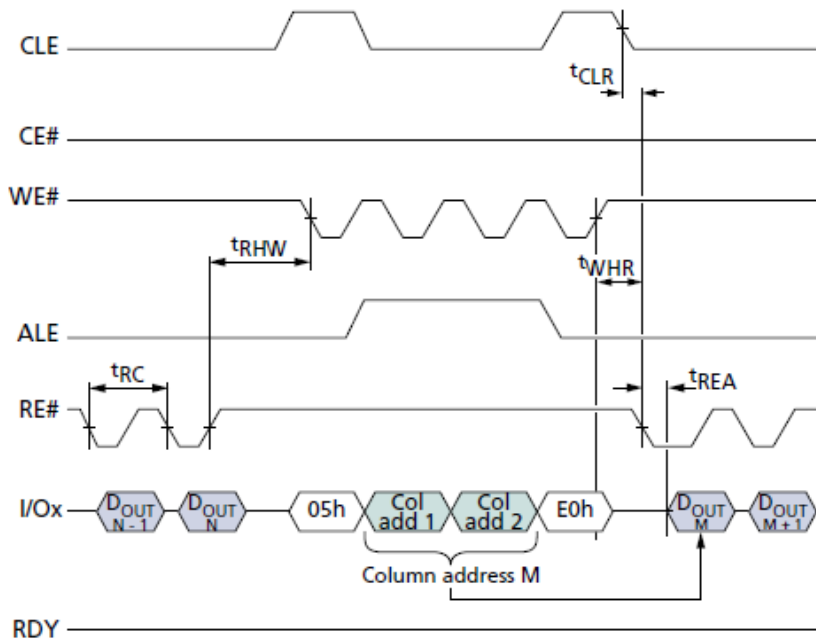 CLE
tCLR
CE#
WE#
tRHW
tWHR
ALE
tRC
tREA
RE#
I/Ox
DOUT
N - 1
DOUT
N
05h
Col
add 1
Col
add 2
E0h
DOUT
M
DOUT
M + 1
Column address M
RDY